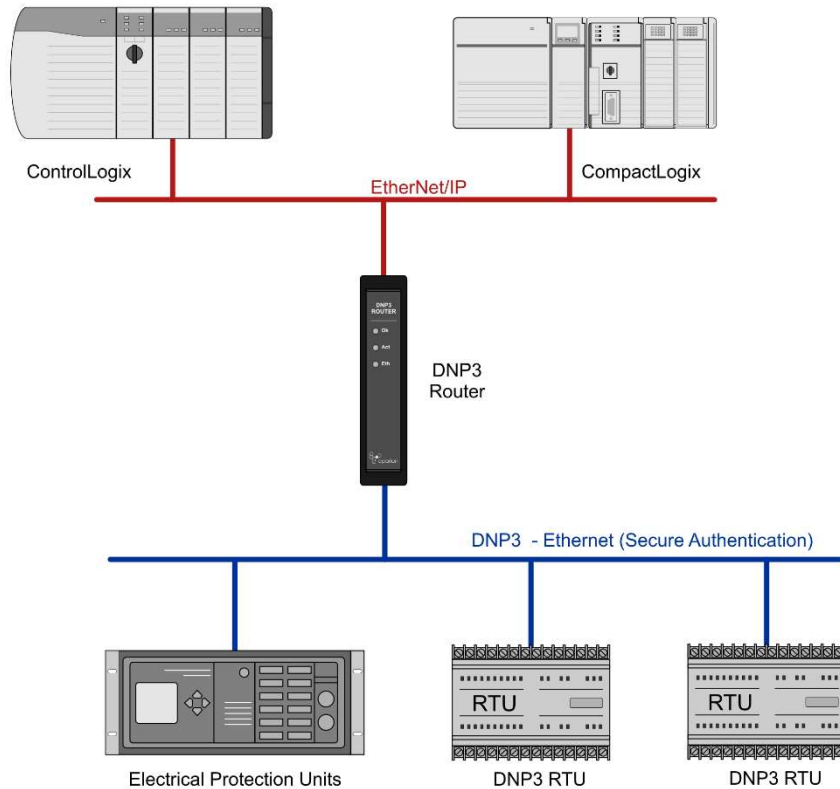 ControlLogix
CompactLogix
EtherNet/IP
DNP3
ROUTER
Ok
Act
Eth
DNP3
Router
DNP3 - Ethernet (Secure Authentication)
RTU
RTU
Electrical Protection Units
DNP3 RTU
DNP3 RTU